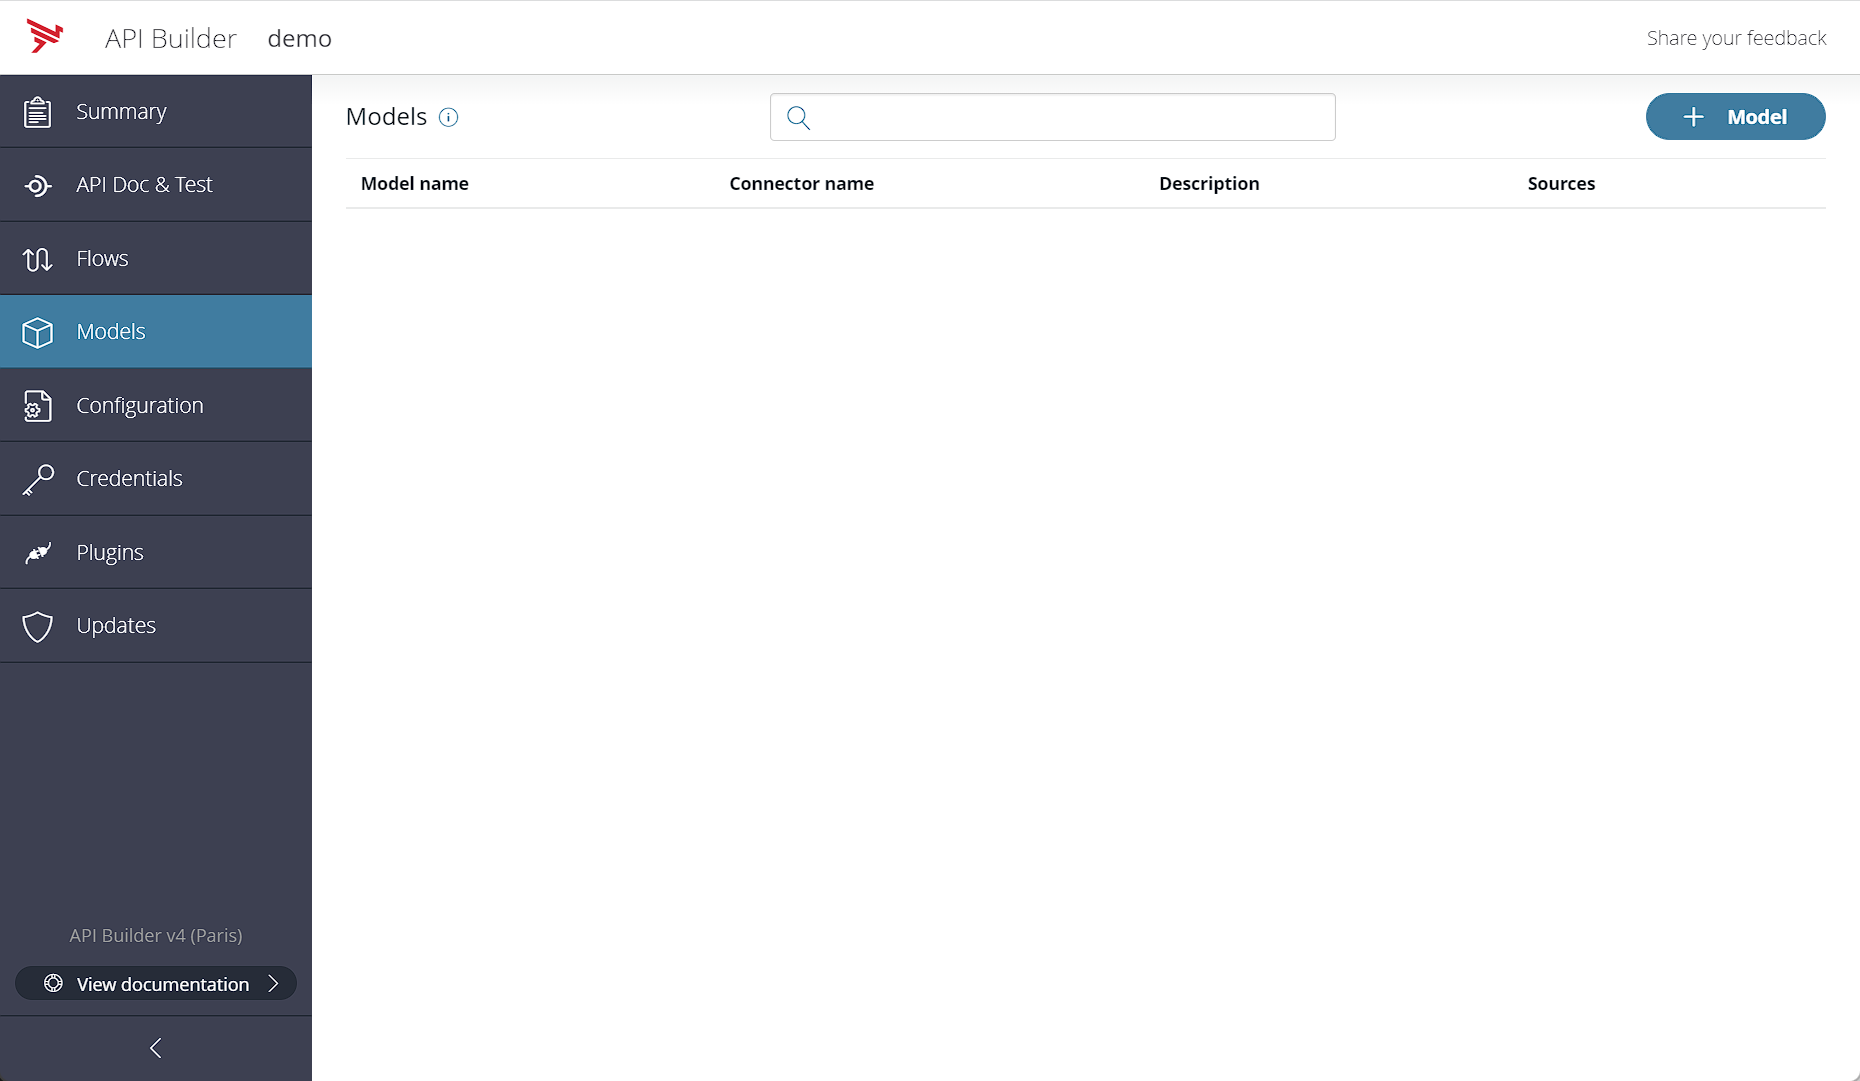 API Builder demo Share your feedback
Summary
API Doc & Test
Flows
Models
Configuration
Credentials
Plugins
Updates
API Builder v4 (Paris)
View documentation
Models
+ Model
Model name Connector name Description Sources